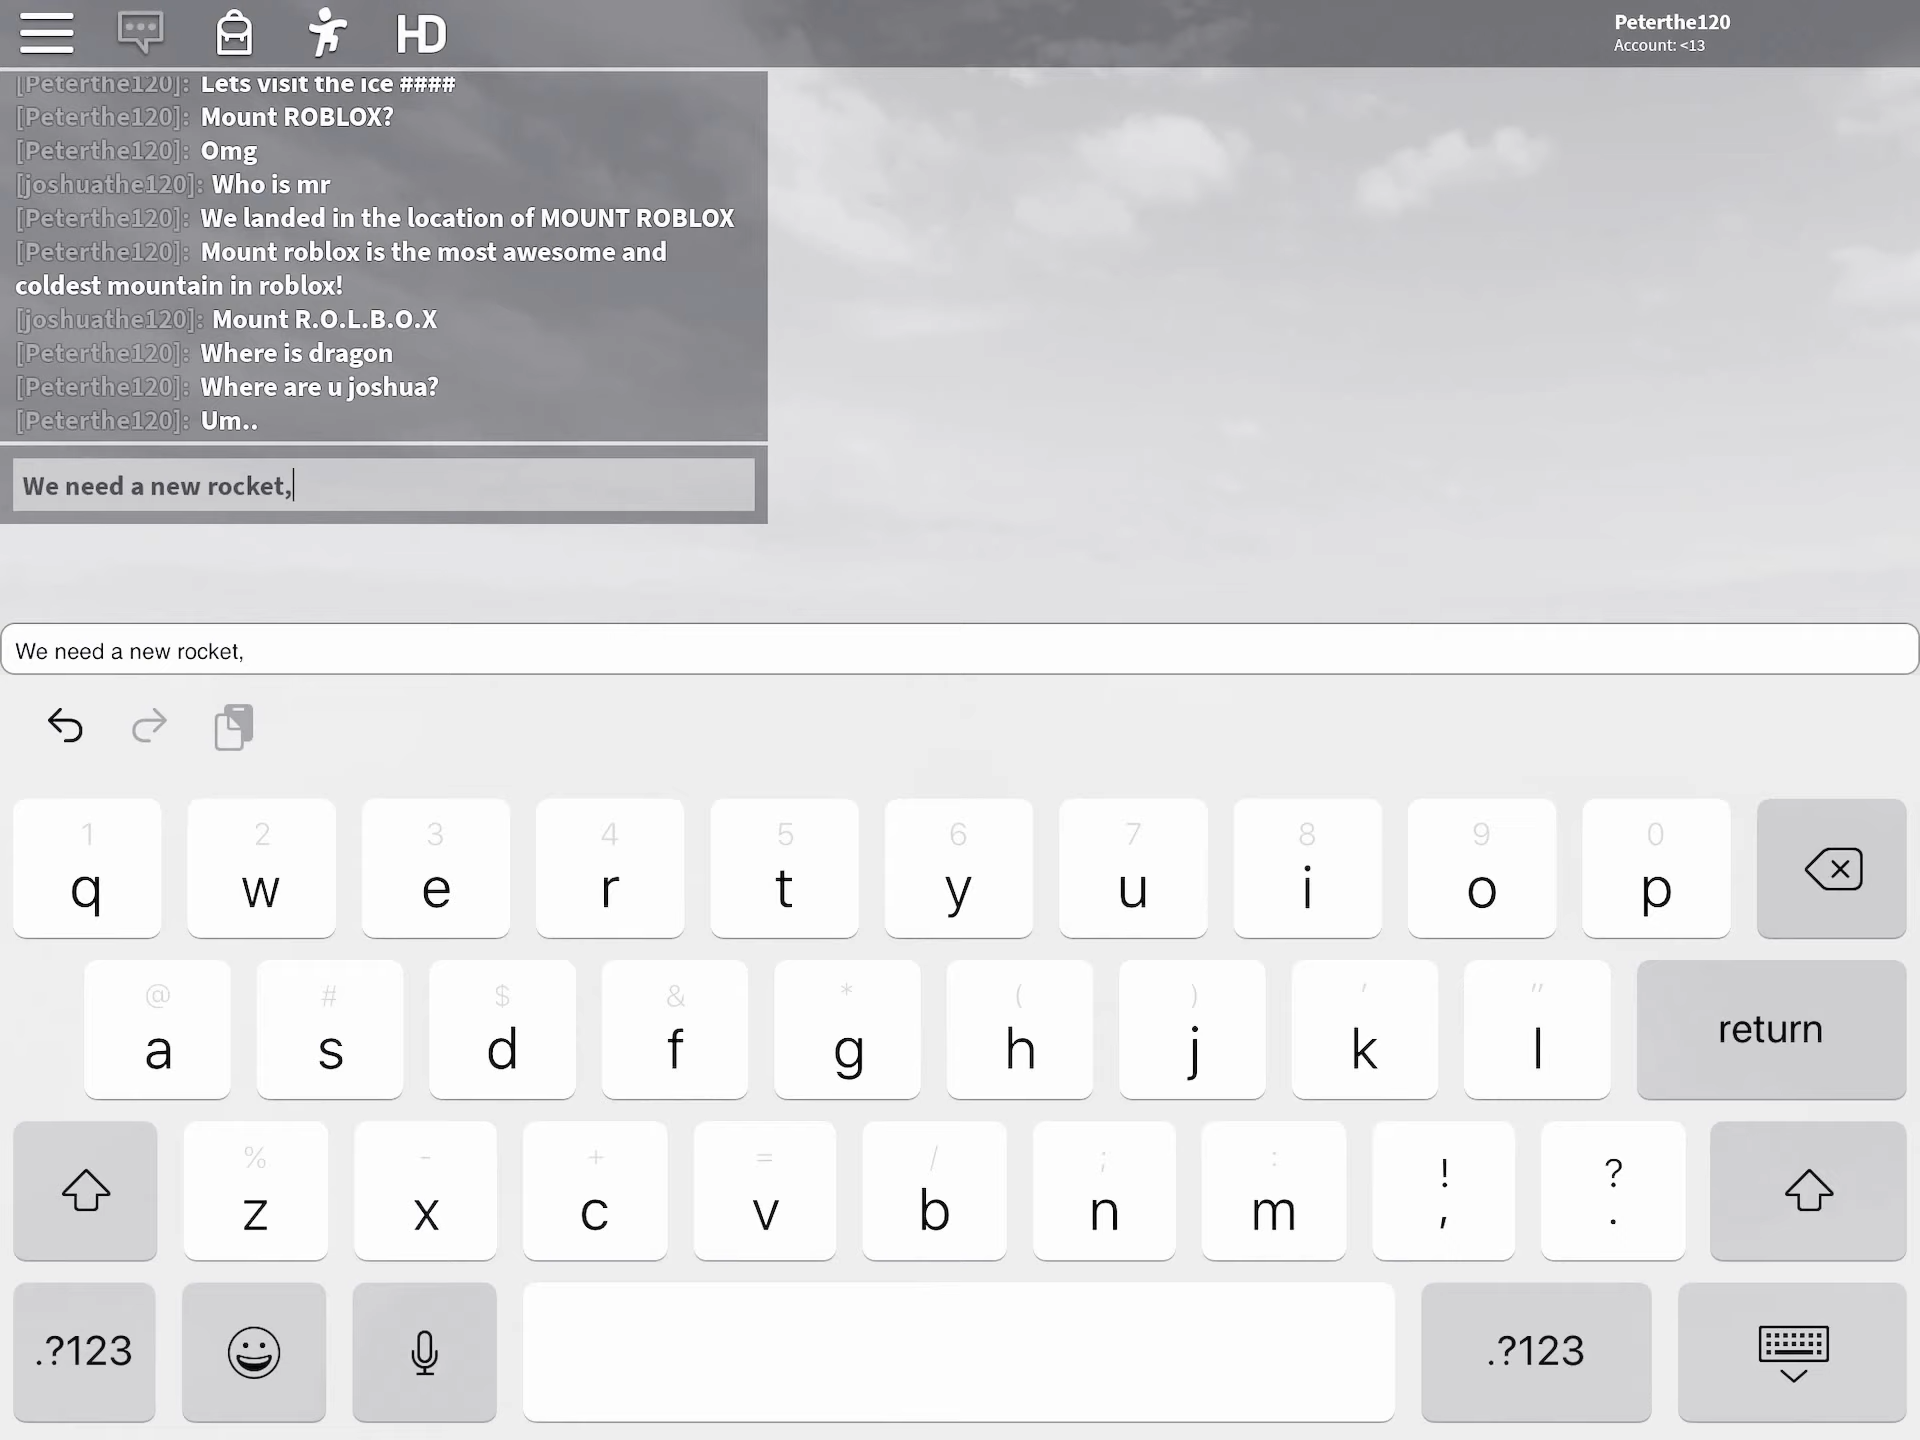 HD
Peterthe120
Account: <13
[Peterthe120]: Lets visit the ice ####
[Peterthe120]: Mount ROBLOX?
[Peterthe120]: Omg
[joshuathe120]: Who is mr
[Peterthe120]: We landed in the location of MOUNT ROBLOX
[Peterthe120]: Mount roblox is the most awesome and
coldest mountain in roblox!
[joshuathe120]: Mount R.O.L.B.O.X
[Peterthe120]: Where is dragon
[Peterthe120]: Where are u joshua?
[Peterthe120]: Um..
We need a new rocket,
We need a new rocket,
1 2 3 4 5 6 7 8 9 0
q w e r t y u i o p
@ # $ & * ( ) ' "
a s d f g h j k l return
% - + = / ; : ! ?
z x c v b n m , .
.?123 .?123